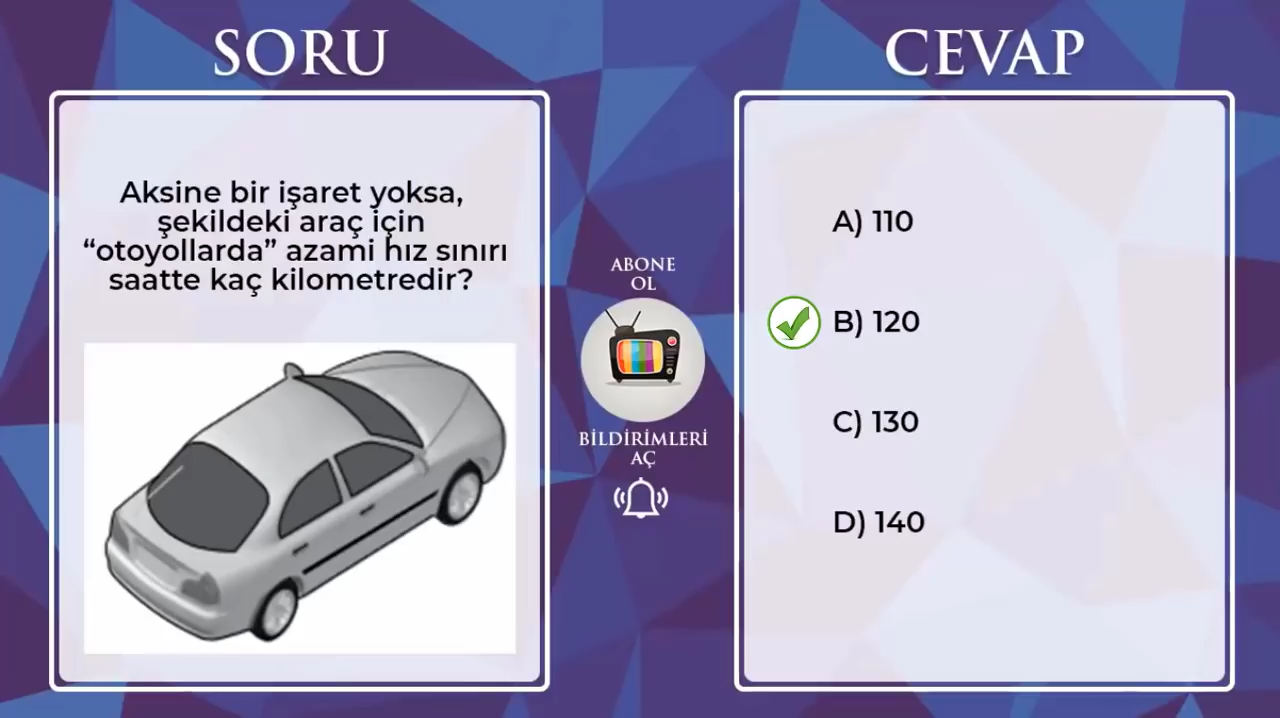 SORU
Aksine bir işaret yoksa,
şekildeki araç için
“otoyollarda” azami hız sınırı
saatte kaç kilometredir?
ABONE
OL
BİLDİRİMLERİ
AÇ
CEVAP
A) 110
B) 120
C) 130
D) 140